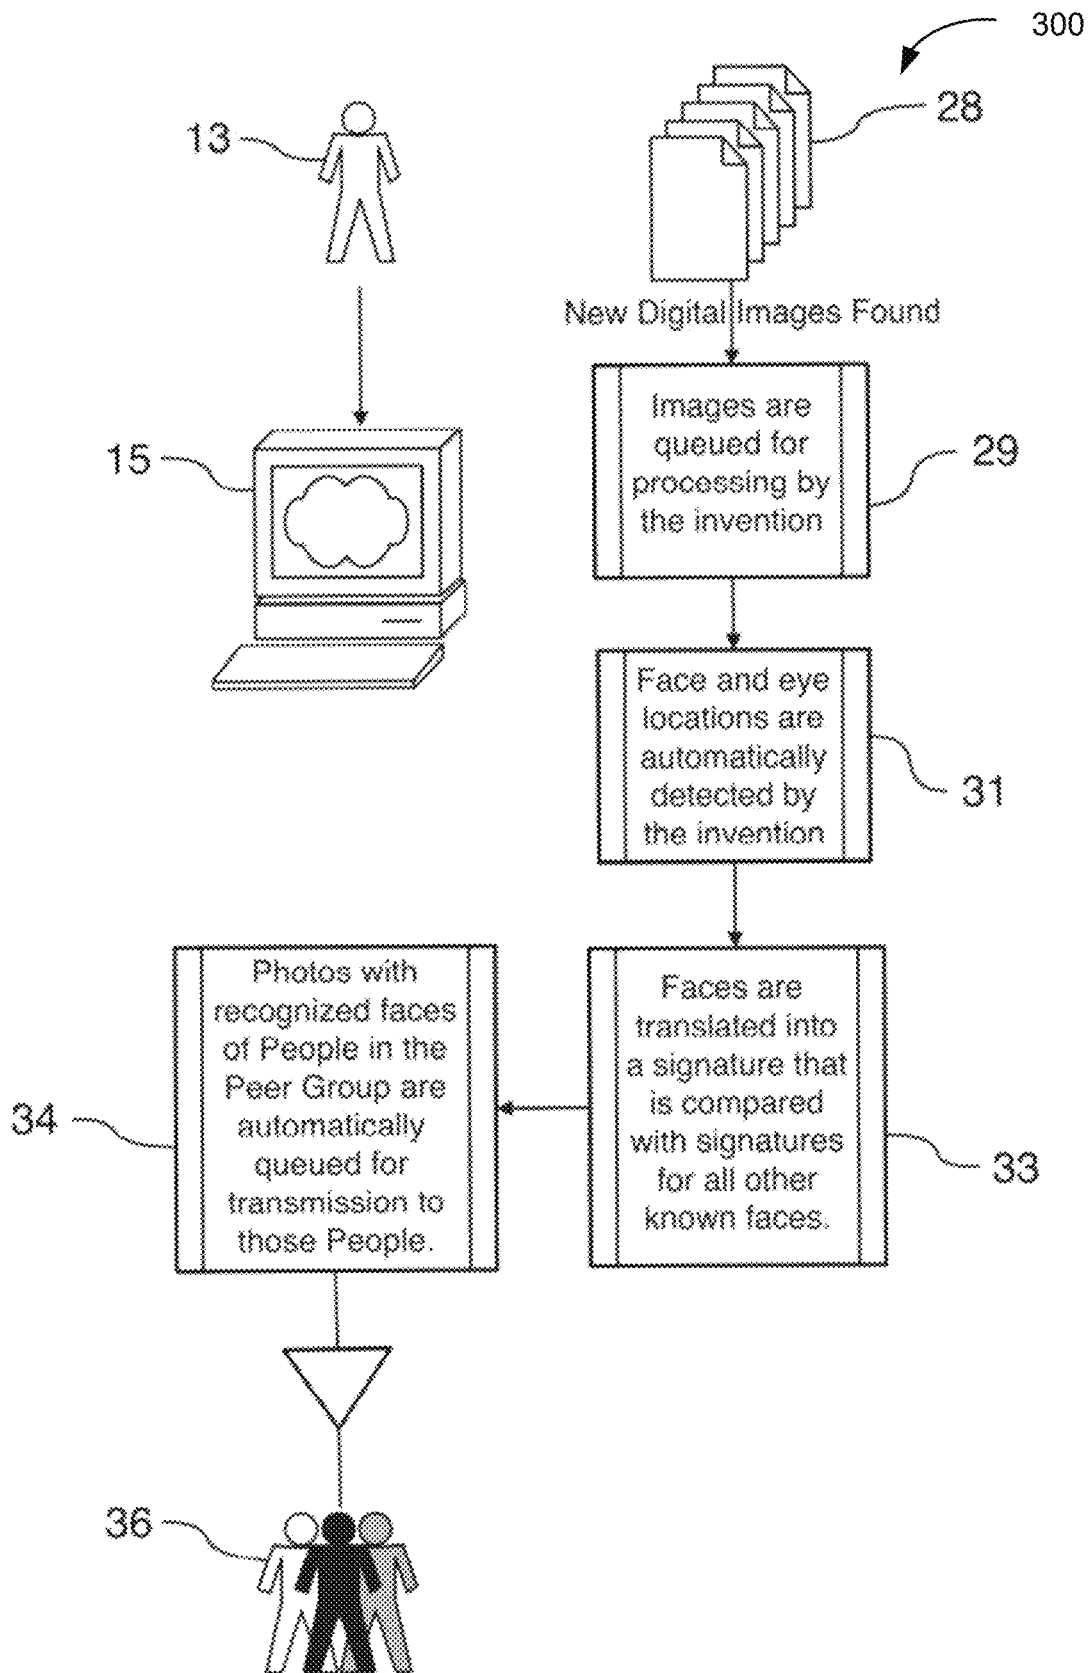 300
28
13
New Digital Images Found
Images are
queued for
processing by
the invention
29
15
Face and eye
locations are
automatically
detected by
the invention
31
Photos with
recognized faces
of People in the
Peer Group are
automatically
queued for
transmission to
those People.
34
Faces are
translated into
a signature that
is compared
with signatures
for all other
known faces.
33
36